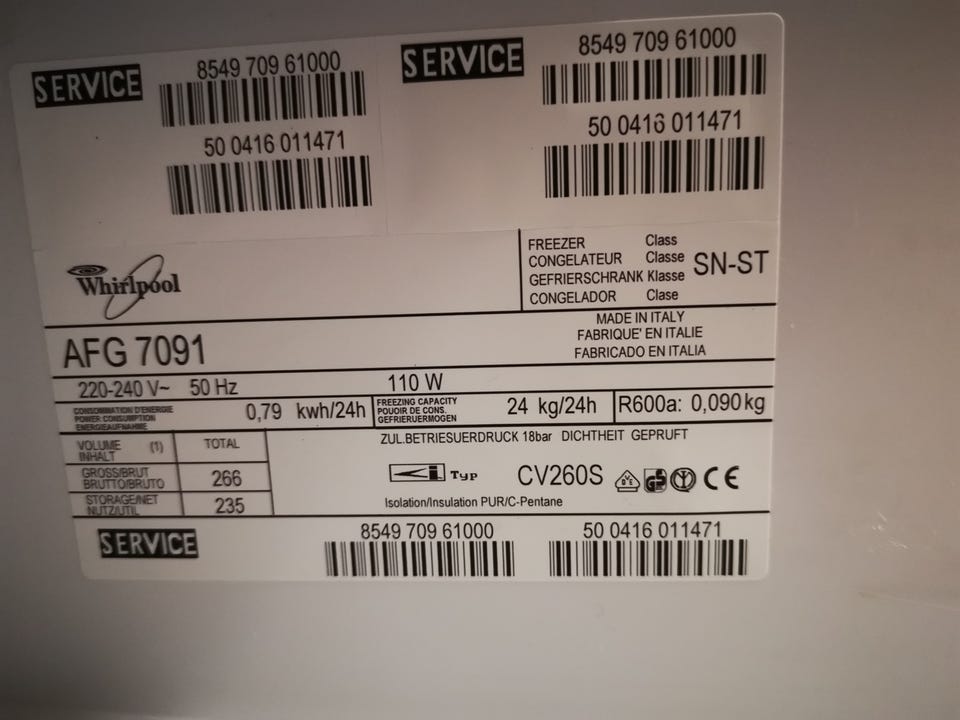 SERVICE
8549 709 61000
50 0416 011471
SERVICE
8549 709 61000
50 0416 011471
Whirlpool
FREEZER Class
CONGELATEUR Classe
GEFRIERSCHRANK Klasse
CONGELADOR Clase
SN-ST
AFG 7091
MADE IN ITALY
FABRIQUE' EN ITALIE
FABRICADO EN ITALIA
220-240 V~ 50 Hz 110 W
CONSOMMATION D'ENERGIE
POWER CONSUMPTION
ENERGIEAUFNAHME
0,79 kwh/24h
FREEZING CAPACITY
POUOIR DE CONS.
GEFRIERUERMOGEN
24 kg/24h
R600a: 0,090kg
VOLUME (1) TOTAL
INHALT
GROSS/BRUT
BRUTTO/BRUTO
266
STORAGE/NET
NUTZ/UTIL
235
ZUL.BETRIESUERDRUCK 18bar DICHTHEIT GEPRUFT
Typ CV260S
VDE
GS
CE
Isolation/Insulation PUR/C-Pentane
SERVICE
8549 709 61000
50 0416 011471